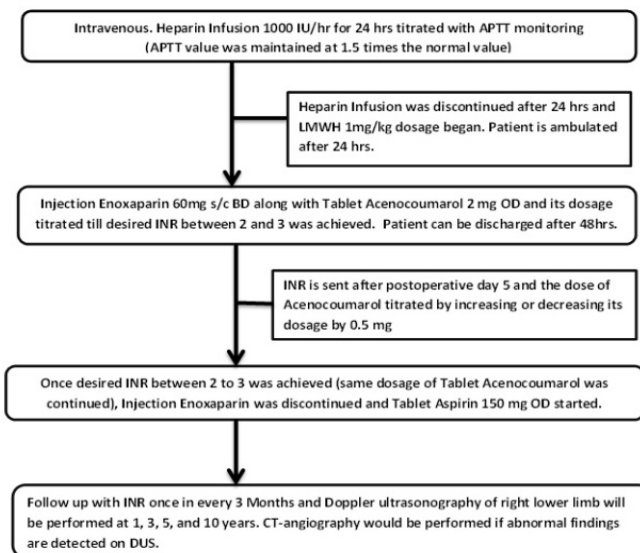 Intravenous. Heparin Infusion 1000 IU/hr for 24 hrs titrated with APTT monitoring
(APTT value was maintained at 1.5 times the normal value)
Heparin Infusion was discontinued after 24 hrs and
LMWH 1mg/kg dosage began. Patient is ambulated
after 24 hrs.
Injection Enoxaparin 60mg s/c BD along with Tablet Acenocoumarol 2 mg OD and its dosage
titrated till desired INR between 2 and 3 was achieved. Patient can be discharged after 48hrs.
INR is sent after postoperative day 5 and the dose of
Acenocoumarol titrated by increasing or decreasing its
dosage by 0.5 mg
Once desired INR between 2 to 3 was achieved (same dosage of Tablet Acenocoumarol was
continued), Injection Enoxaparin was discontinued and Tablet Aspirin 150 mg OD started.
Follow up with INR once in every 3 Months and Doppler ultrasonography of right lower limb will
be performed at 1, 3, 5, and 10 years. CT-angiography would be performed if abnormal findings
are detected on DUS.